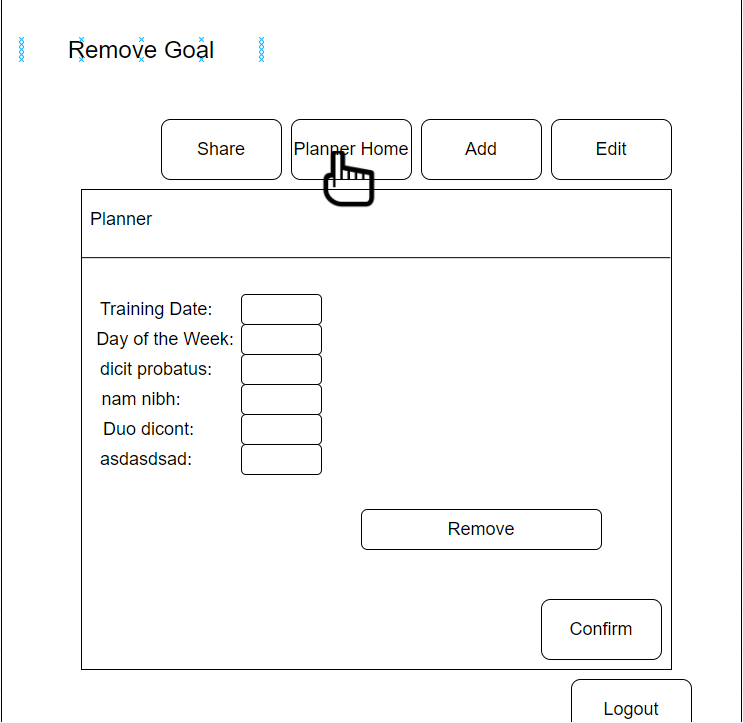 Remove Goal
Share
Planner Home
Add
Edit
Planner
Training Date:
Day of the Week:
dicit probatus:
nam nibh:
Duo dicont:
asdasdsad:
Remove
Confirm
Logout